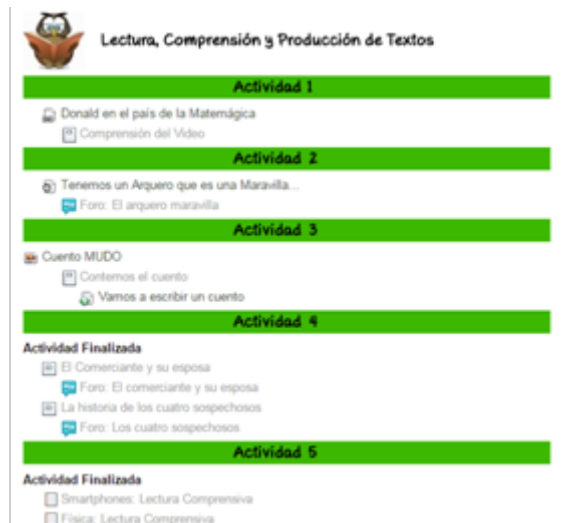 Lectura, Comprensión y Producción de Textos
Actividad 1
Donald en el país de la Matemágica
Comprensión del Video
Actividad 2
Tenemos un Arquero que es una Maravilla...
Foro: El arquero maravilla
Actividad 3
Cuento MUDO
Contemos el cuento
Vamos a escribir un cuento
Actividad 4
Actividad Finalizada
El Comerciante y su esposa
Foro: El comerciante y su esposa
La historia de los cuatro sospechosos
Foro: Los cuatro sospechosos
Actividad 5
Actividad Finalizada
Smartphones: Lectura Comprensiva
Física: Lectura Comprensiva